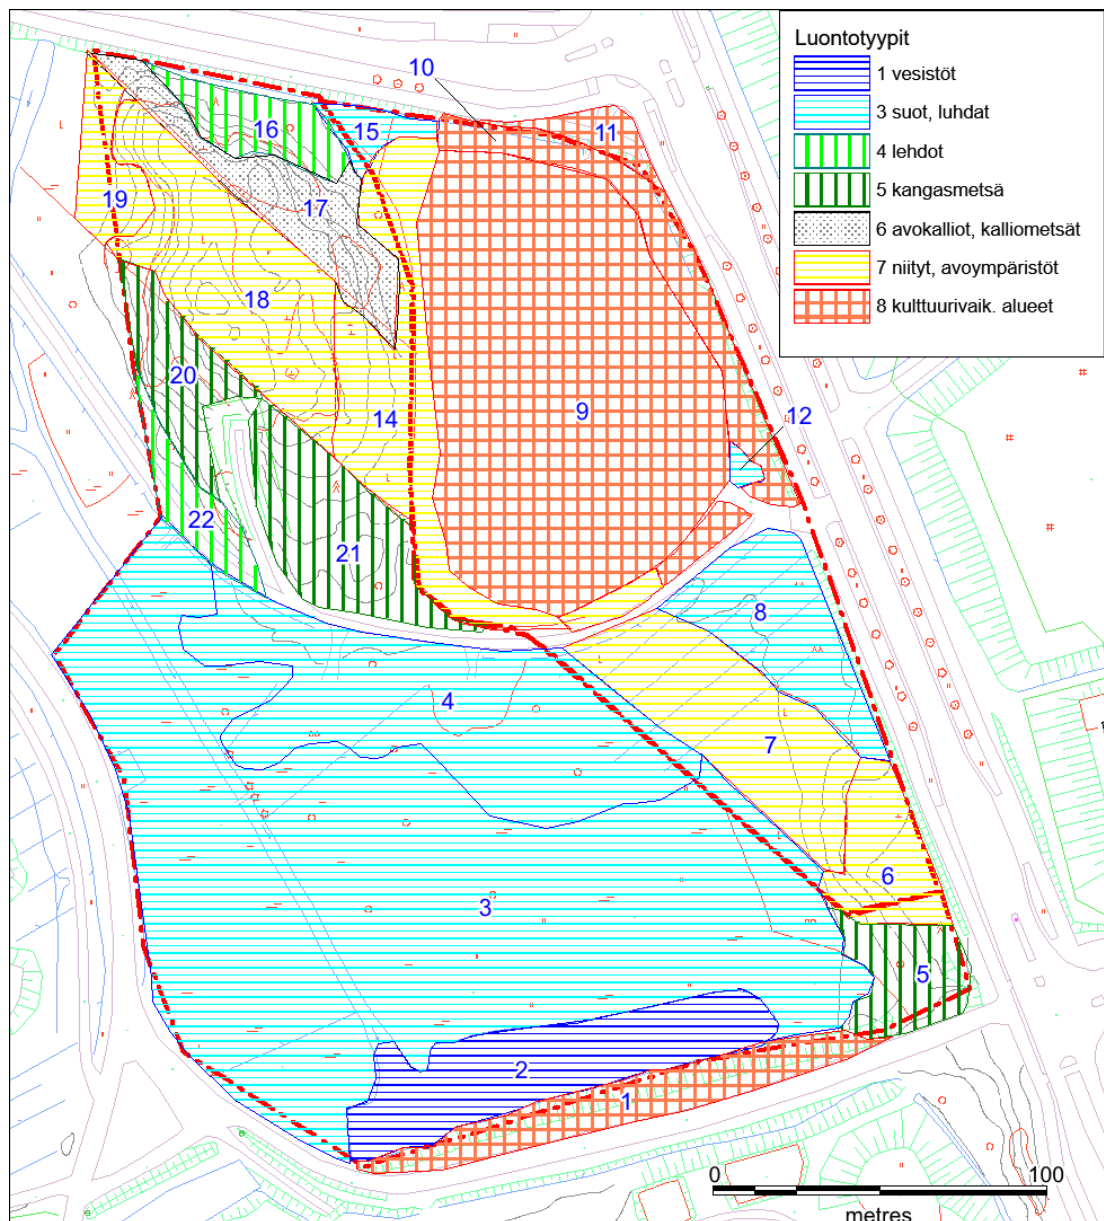 Luontotyypit
1 vesistöt
3 suot, luhdat
4 lehdot
5 kangasmetsä
6 avokalliot, kalliometsät
7 niityt, avoympäristöt
8 kulttuurivaik. alueet
10
11
15
16
17
19
18
20
14
9
12
22
21
8
4
7
6
3
5
2
1
0 100
metres